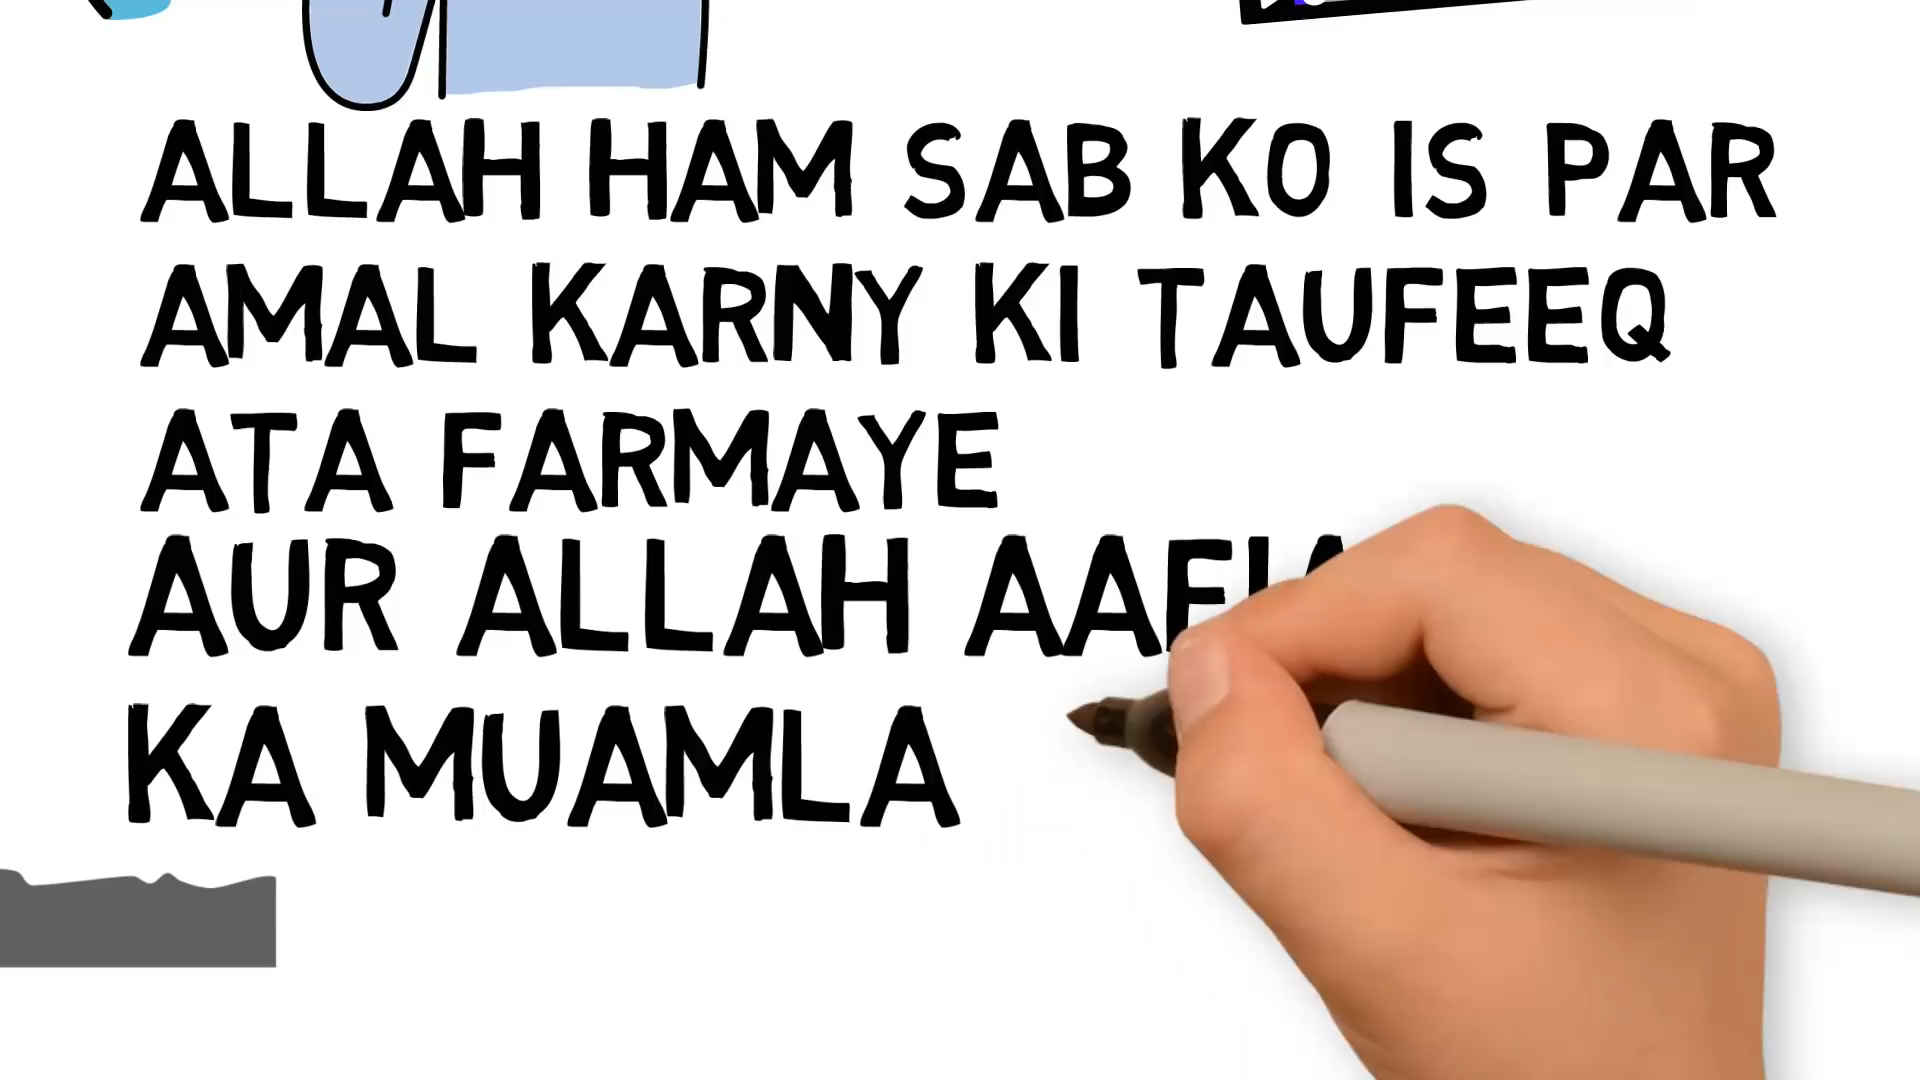 ALLAH HAM SAB KO IS PAR
AMAL KARNY KI TAUFEEQ
ATA FARMAYE
AUR ALLAH
KA MUAMLA